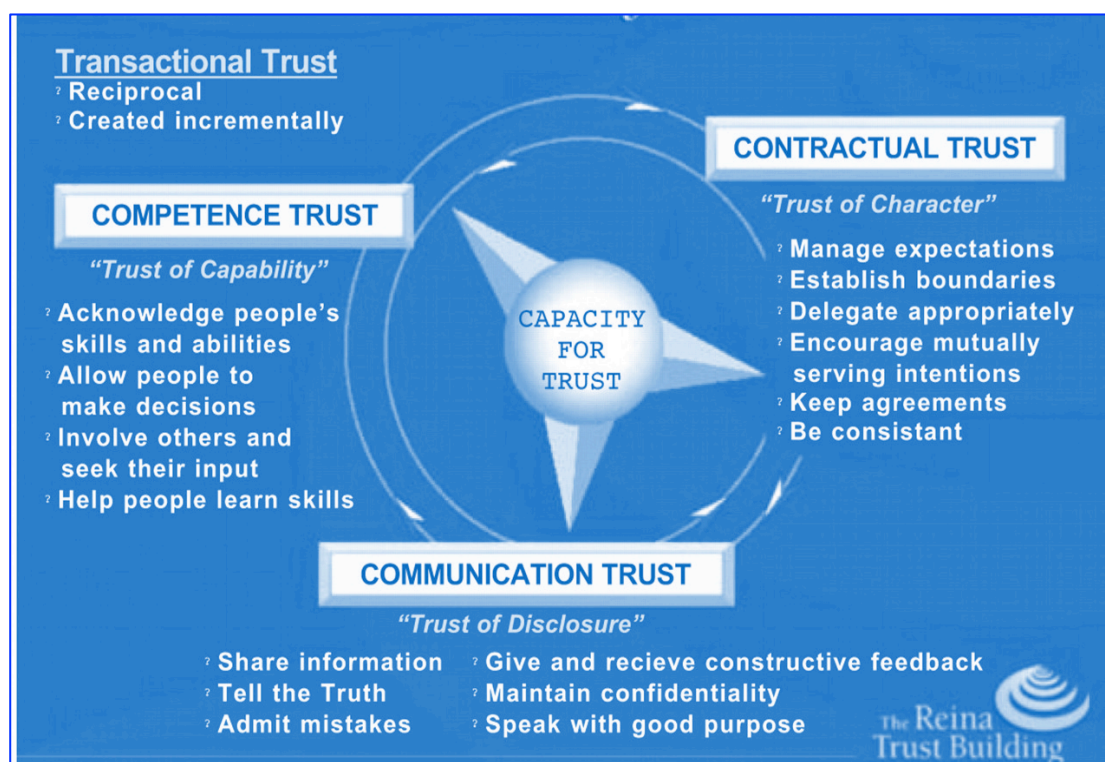 Transactional Trust
? Reciprocal
? Created incrementally
COMPETENCE TRUST
“Trust of Capability”
? Acknowledge people’s
skills and abilities
? Allow people to
make decisions
? Involve others and
seek their input
? Help people learn skills
CONTRACTUAL TRUST
“Trust of Character”
? Manage expectations
? Establish boundaries
? Delegate appropriately
? Encourage mutually
serving intentions
? Keep agreements
? Be consistant
CAPACITY
FOR
TRUST
COMMUNICATION TRUST
“Trust of Disclosure”
? Share information
? Tell the Truth
? Admit mistakes
? Give and recieve constructive feedback
? Maintain confidentiality
? Speak with good purpose
The Reina
Trust Building